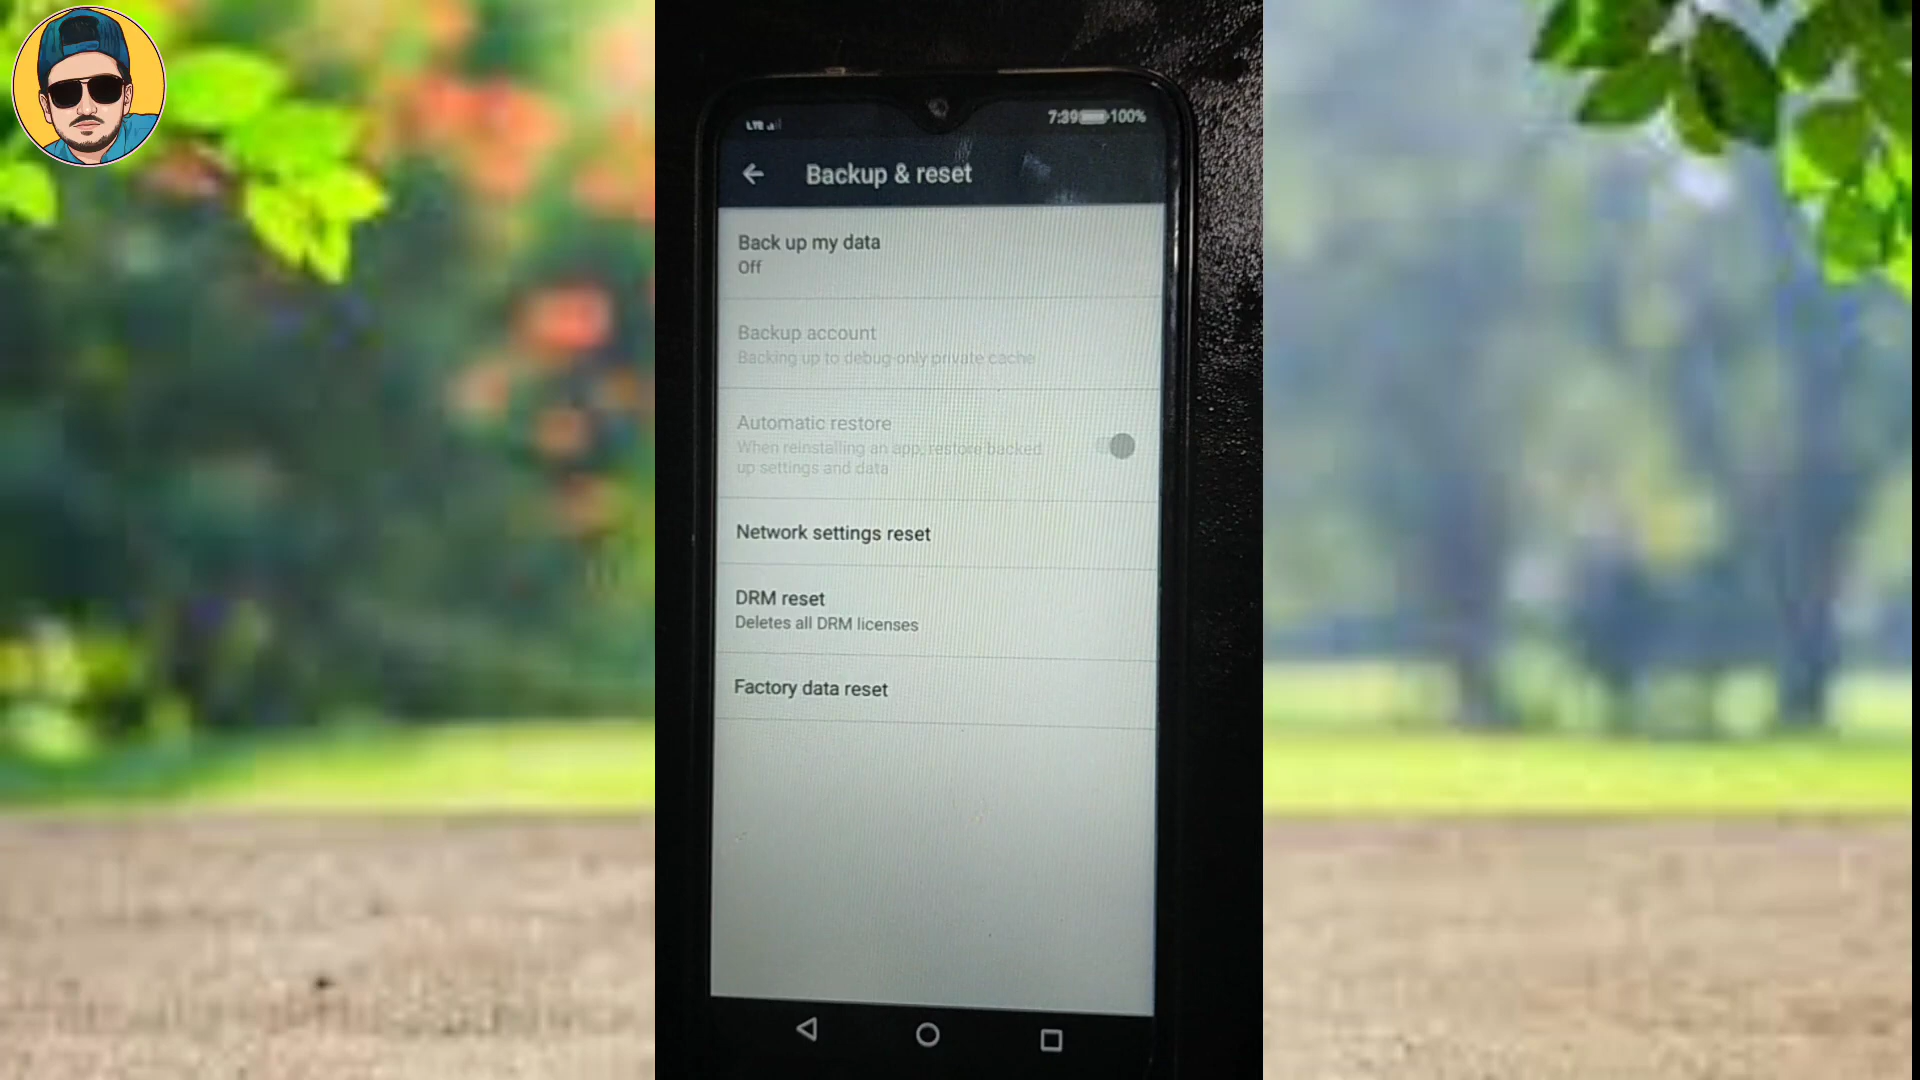 LTE
7:39 100%
Backup & reset
Back up my data
Off
Backup account
Backing up to debug-only private cache
Automatic restore
When reinstalling an app, restore backed
up settings and data
Network settings reset
DRM reset
Deletes all DRM licenses
Factory data reset